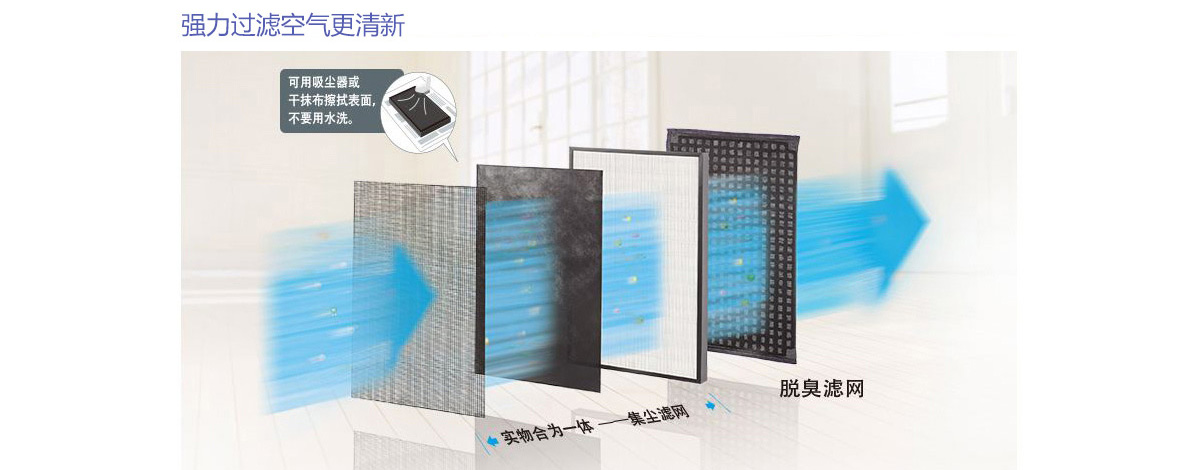 强力过滤空气更清新
可用吸尘器或
干抹布擦拭表面,
不要用水洗。
脱臭滤网
实物合为一体 ——集尘滤网